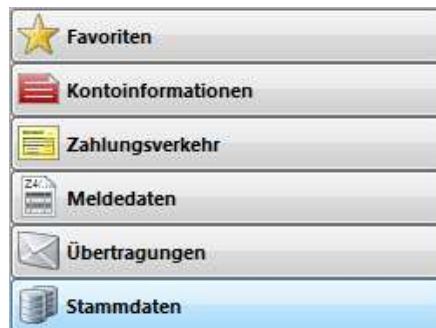 Favoriten
Kontoinformationen
Zahlungsverkehr
Meldedaten
Übertragungen
Stammdaten